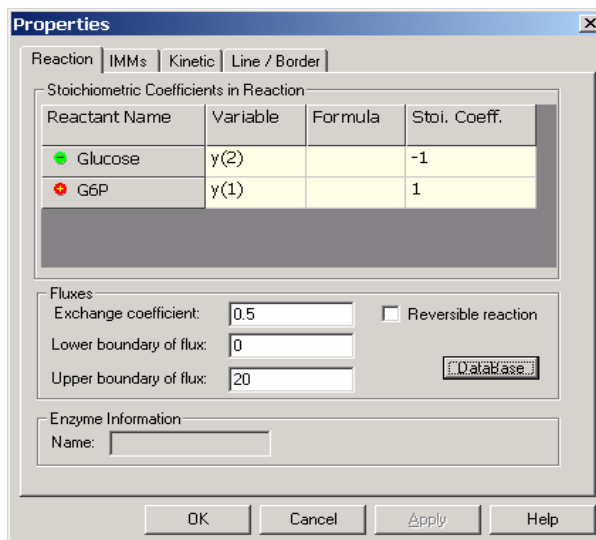 Properties
Reaction IMMs Kinetic Line / Border
Stoichiometric Coefficients in Reaction
Reactant Name Variable Formula Stoi. Coeff.
Glucose y(2) -1
G6P y(1) 1
Fluxes
Exchange coefficient: 0.5 Reversible reaction
Lower boundary of flux: 0
DataBase
Upper boundary of flux: 20
Enzyme Information
Name:
OK Cancel Apply Help